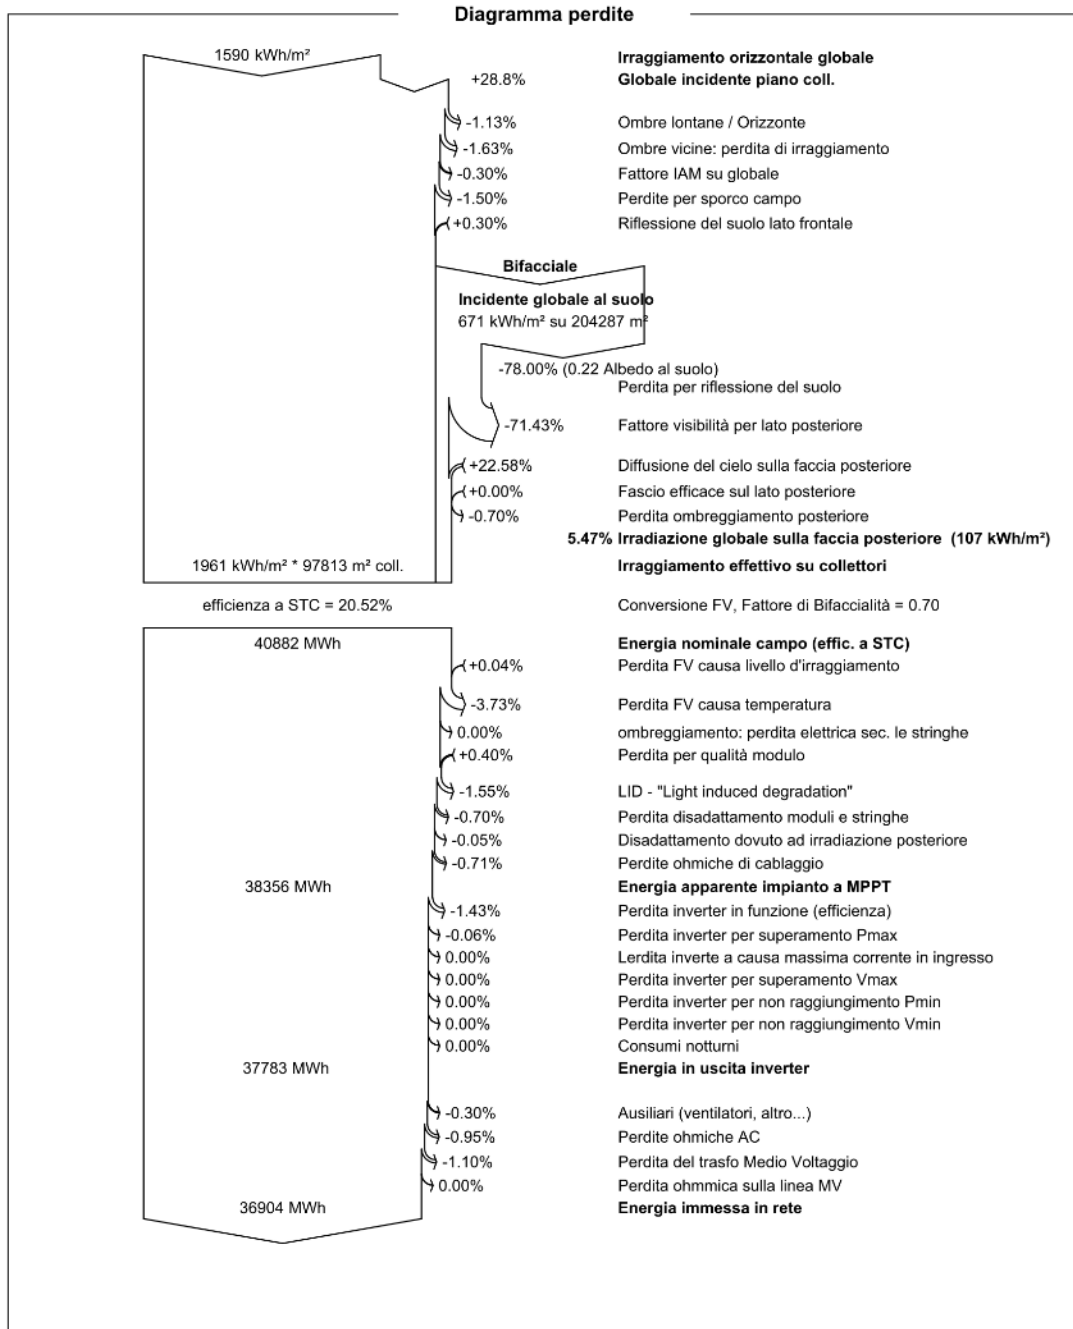 Diagramma perdite
1590 kWh/m²
Irraggiamento orizzontale globale
+28.8% Globale incidente piano coll.
-1.13% Ombre lontane / Orizzonte
-1.63% Ombre vicine: perdita di irraggiamento
-0.30% Fattore IAM su globale
-1.50% Perdite per sporco campo
+0.30% Riflessione del suolo lato frontale
Bifacciale
Incidente globale al suolo
671 kWh/m² su 204287 m²
-78.00% (0.22 Albedo al suolo)
Perdita per riflessione del suolo
-71.43% Fattore visibilità per lato posteriore
+22.58% Diffusione del cielo sulla faccia posteriore
+0.00% Fascio efficace sul lato posteriore
-0.70% Perdita ombreggiamento posteriore
5.47% Irradiazione globale sulla faccia posteriore (107 kWh/m²)
1961 kWh/m² * 97813 m² coll. Irraggiamento effettivo su collettori
efficienza a STC = 20.52% Conversione FV, Fattore di Bifaccialità = 0.70
40882 MWh Energia nominale campo (effic. a STC)
+0.04% Perdita FV causa livello d'irraggiamento
-3.73% Perdita FV causa temperatura
0.00% ombreggiamento: perdita elettrica sec. le stringhe
+0.40% Perdita per qualità modulo
-1.55% LID - "Light induced degradation"
-0.70% Perdita disadattamento moduli e stringhe
-0.05% Disadattamento dovuto ad irradiazione posteriore
-0.71% Perdite ohmiche di cablaggio
38356 MWh Energia apparente impianto a MPPT
-1.43% Perdita inverter in funzione (efficienza)
-0.06% Perdita inverter per superamento Pmax
0.00% Lerdita inverte a causa massima corrente in ingresso
0.00% Perdita inverter per superamento Vmax
0.00% Perdita inverter per non raggiungimento Pmin
0.00% Perdita inverter per non raggiungimento Vmin
0.00% Consumi notturni
37783 MWh Energia in uscita inverter
-0.30% Ausiliari (ventilatori, altro...)
-0.95% Perdite ohmiche AC
-1.10% Perdita del trasfo Medio Voltaggio
0.00% Perdita ohmmica sulla linea MV
36904 MWh Energia immessa in rete